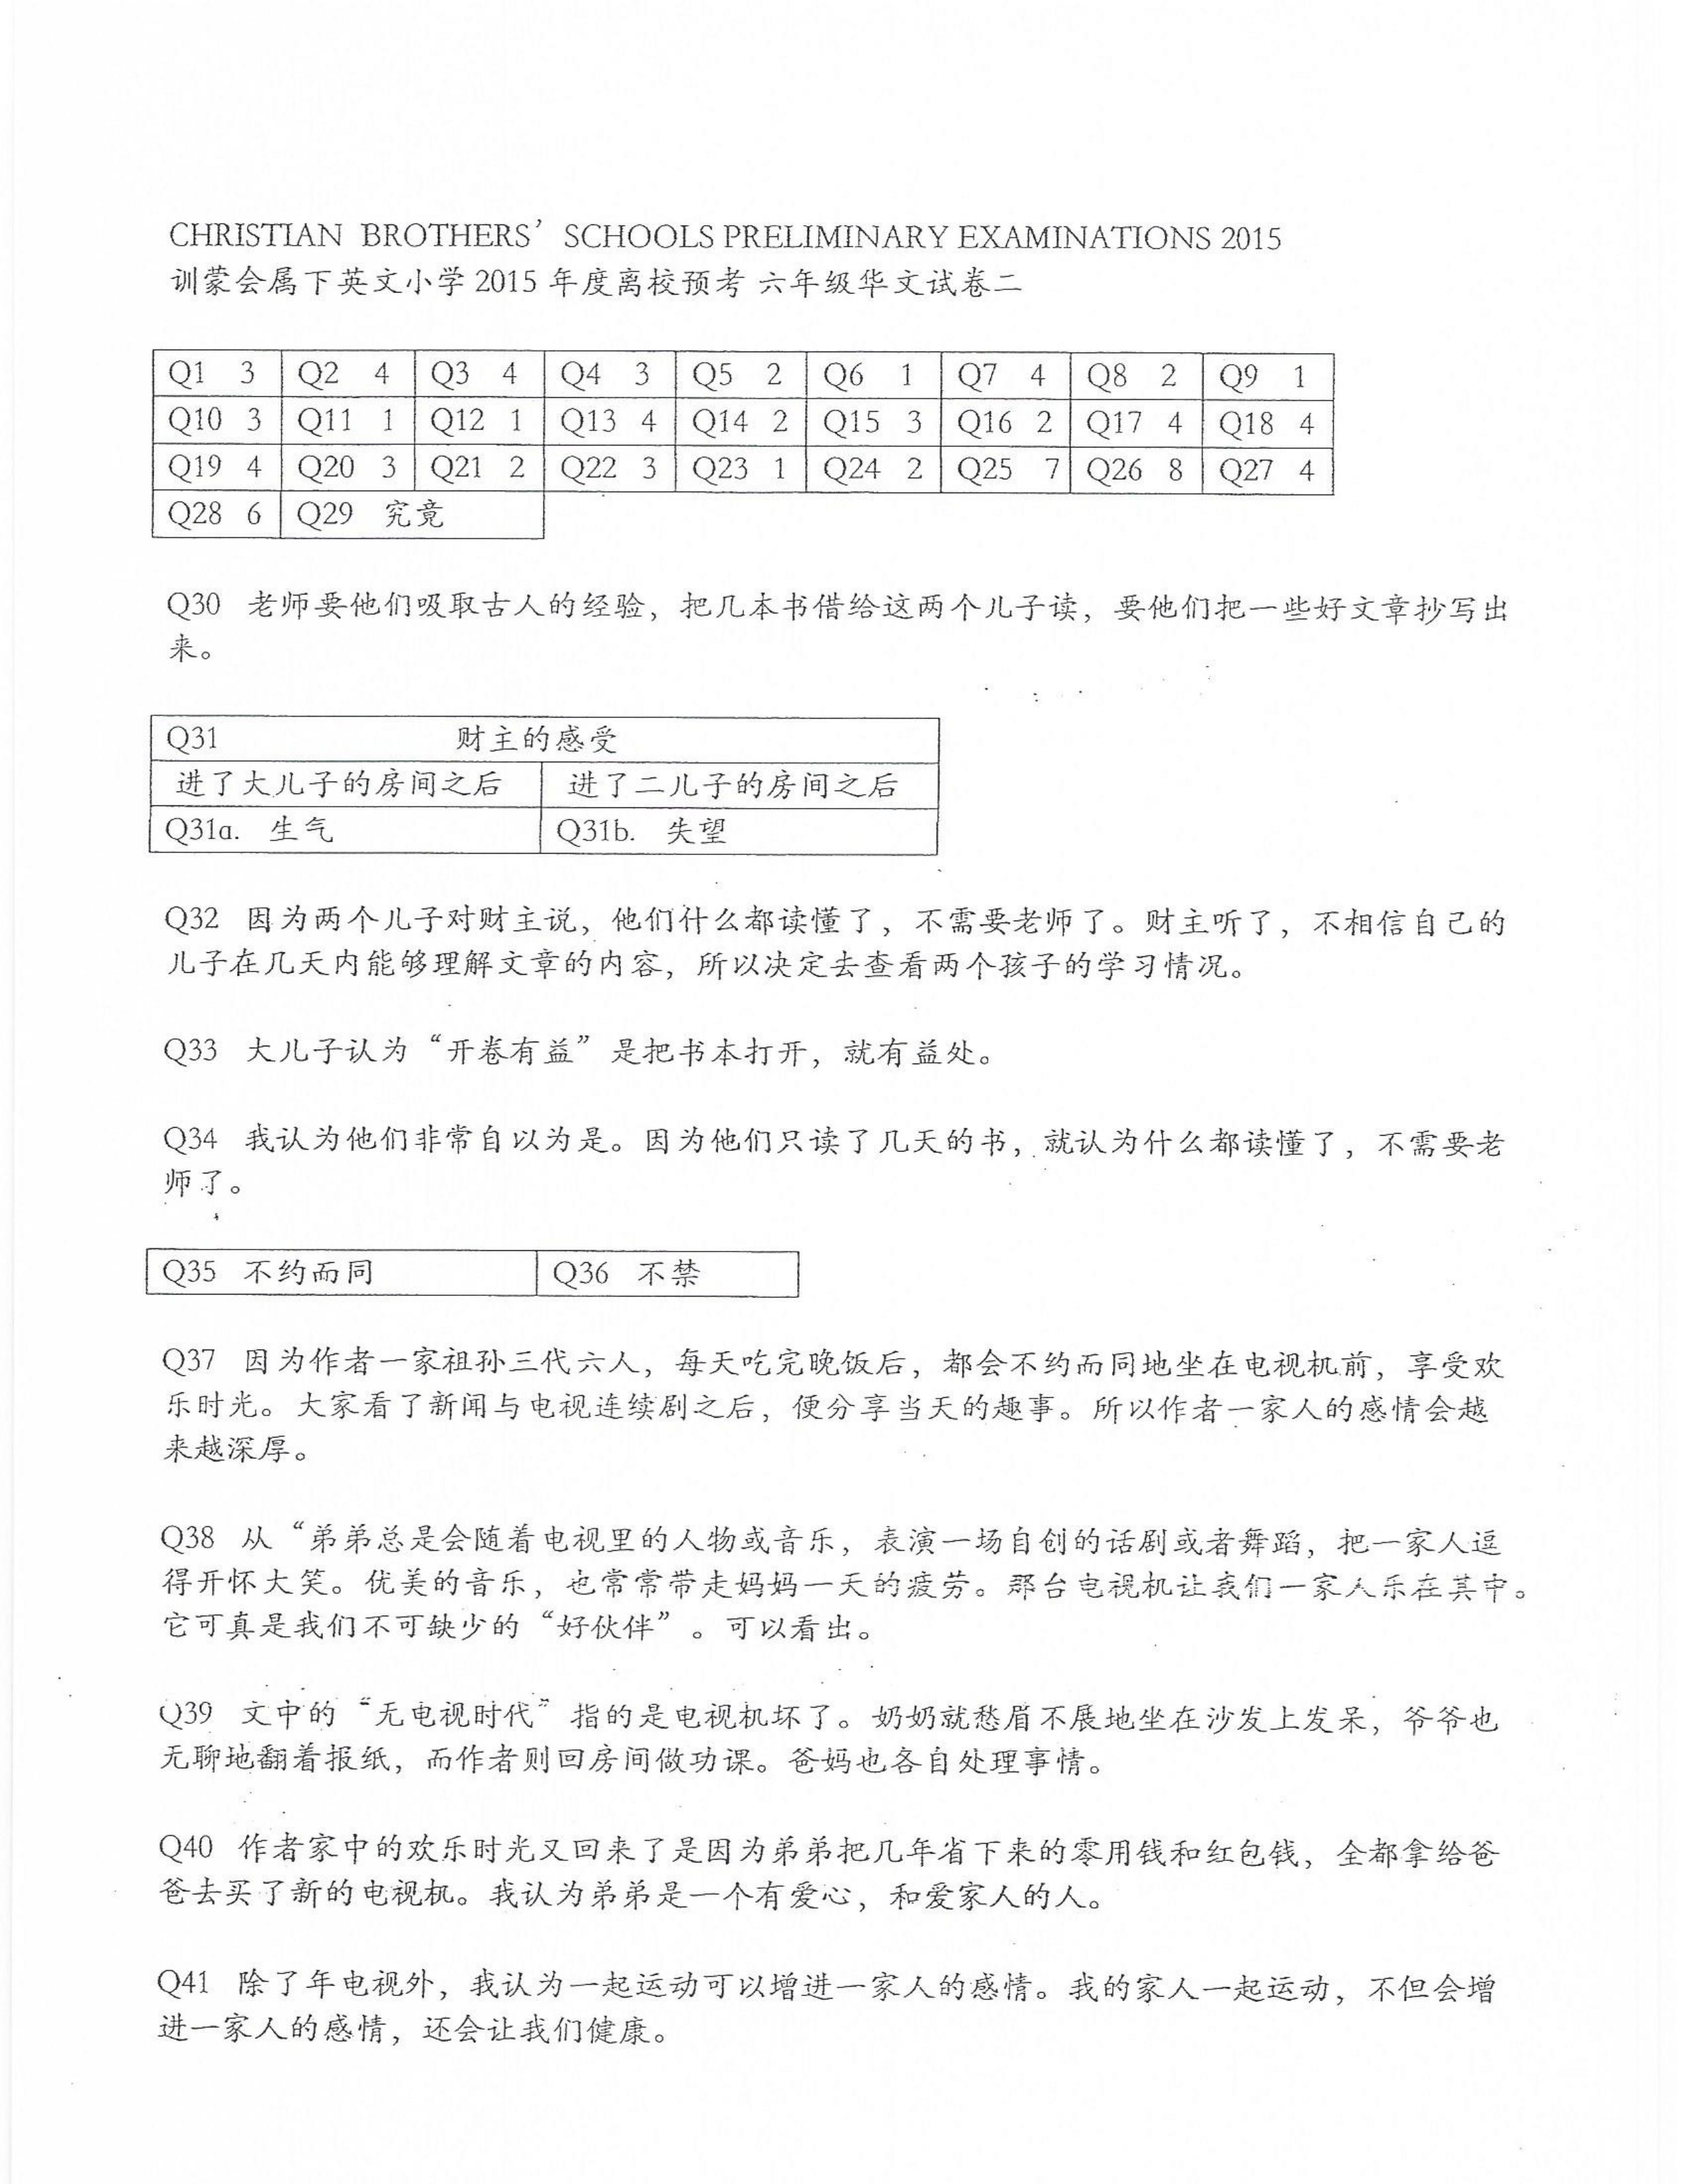 CHRISTIAN BROTHERS’ SCHOOLS PRELIMINARY EXAMINATIONS 2015
训蒙会属下英文小学 2015 年度离校预考 六年级华文试卷二
Q1 3 Q2 4 Q3 4 Q4 3 Q5 2 Q6 1 Q7 4 Q8 2 Q9 1
Q10 3 Q11 1 Q12 1 Q13 4 Q14 2 Q15 3 Q16 2 Q17 4 Q18 4
Q19 4 Q20 3 Q21 2 Q22 3 Q23 1 Q24 2 Q25 7 Q26 8 Q27 4
Q28 6 Q29 究竟
Q30 老师要他们吸取古人的经验，把几本书借给这两个儿子读，要他们把一些好文章抄写出
来。
Q31 财主的感受
进了大儿子的房间之后 进了二儿子的房间之后
Q31a. 生气 Q31b. 失望
Q32 因为两个儿子对财主说，他们什么都读懂了，不需要老师了。财主听了，不相信自己的
儿子在几天内能够理解文章的内容，所以决定去查看两个孩子的学习情况。
Q33 大儿子认为“开卷有益”是把书本打开，就有益处。
Q34 我认为他们非常自以为是。因为他们只读了几天的书，就认为什么都读懂了，不需要老
师了。
Q35 不约而同 Q36 不禁
Q37 因为作者一家祖孙三代六人，每天吃完晚饭后，都会不约而同地坐在电视机前，享受欢
乐时光。大家看了新闻与电视连续剧之后，便分享当天的趣事。所以作者一家人的感情会越
来越深厚。
Q38 从“弟弟总是会随着电视里的人物或音乐，表演一场自创的话剧或者舞蹈，把一家人逗
得开怀大笑。优美的音乐，也常常带走妈妈一天的疲劳。那台电视机让我们一家人乐在其中。
它可真是我们不可缺少的“好伙伴”。可以看出。
Q39 文中的“无电视时代”指的是电视机坏了。奶奶就愁眉不展地坐在沙发上发呆，爷爷也
无聊地翻着报纸，而作者则回房间做功课。爸妈也各自处理事情。
Q40 作者家中的欢乐时光又回来了是因为弟弟把几年省下来的零用钱和红包钱，全都拿给爸
爸去买了新的电视机。我认为弟弟是一个有爱心，和爱家人的人。
Q41 除了年电视外，我认为一起运动可以增进一家人的感情。我的家人一起运动，不但会增
进一家人的感情，还会让我们健康。